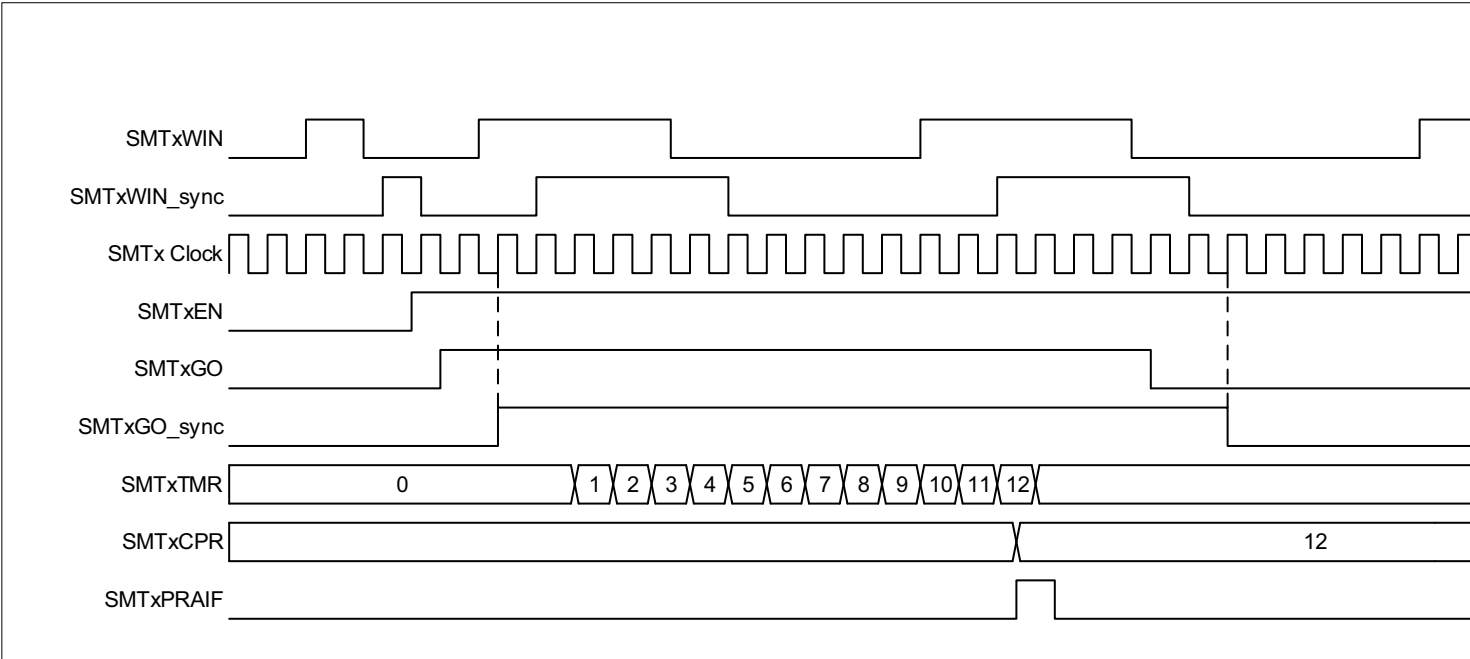 SMTxWIN
SMTxWIN_sync
SMTx Clock
SMTxEN
SMTxGO
SMTxGO_sync
SMTxTMR 0 1 2 3 4 5 6 7 8 9 10 11 12
SMTxCPR 12
SMTxPRAIF